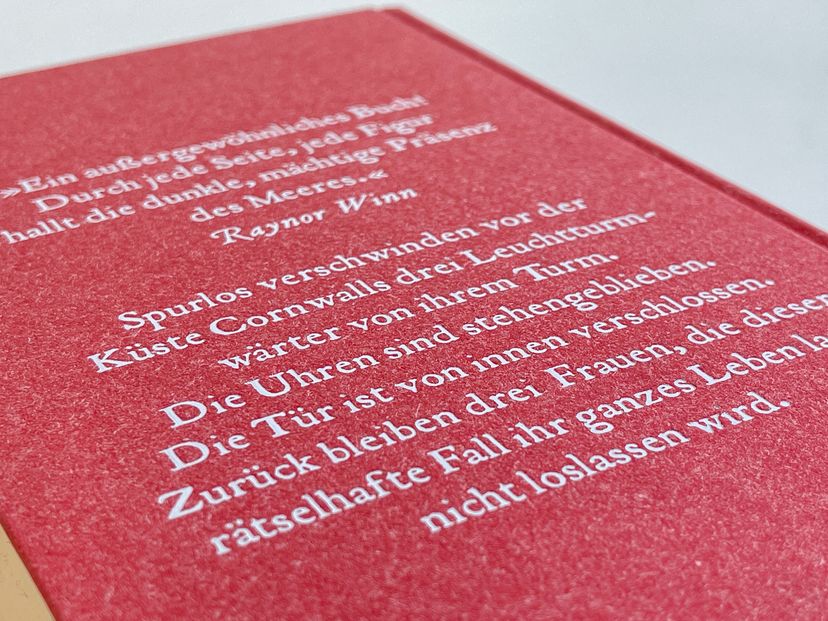 »Ein außergewöhnliches Buch!
Durch jede Seite, jede Figur
hallt die dunkle, mächtige Präsenz
des Meeres.«
Raynor Winn
Spurlos verschwinden vor der
Küste Cornwalls drei Leuchtturm-
wärter von ihrem Turm.
Die Uhren sind stehengeblieben.
Die Tür ist von innen verschlossen.
Zurück bleiben drei Frauen, die dieser
rätselhafte Fall ihr ganzes Leben la
nicht loslassen wird.